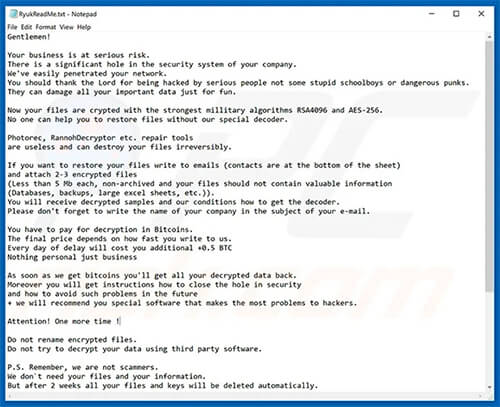 RyukReadMe.txt - Notepad
File Edit Format View Help
Gentlemen!
Your business is at serious risk.
There is a significant hole in the security system of your company.
We've easily penetrated your network.
You should thank the Lord for being hacked by serious people not some stupid schoolboys or dangerous punks.
They can damage all your important data just for fun.
Now your files are crypted with the strongest millitary algorithms RSA4096 and AES-256.
No one can help you to restore files without our special decoder.
Photorec, RannohDecryptor etc. repair tools
are useless and can destroy your files irreversibly.
If you want to restore your files write to emails (contacts are at the bottom of the sheet)
and attach 2-3 encrypted files
(Less than 5 Mb each, non-archived and your files should not contain valuable information
(Databases, backups, large excel sheets, etc.)).
You will receive decrypted samples and our conditions how to get the decoder.
Please don't forget to write the name of your company in the subject of your e-mail.
You have to pay for decryption in Bitcoins.
The final price depends on how fast you write to us.
Every day of delay will cost you additional +0.5 BTC
Nothing personal just business
As soon as we get bitcoins you'll get all your decrypted data back.
Moreover you will get instructions how to close the hole in security
and how to avoid such problems in the future
+ we will recommend you special software that makes the most problems to hackers.
Attention! One more time !
Do not rename encrypted files.
Do not try to decrypt your data using third party software.
P.S. Remember, we are not scammers.
We don`t need your files and your information.
But after 2 weeks all your files and keys will be deleted automatically.